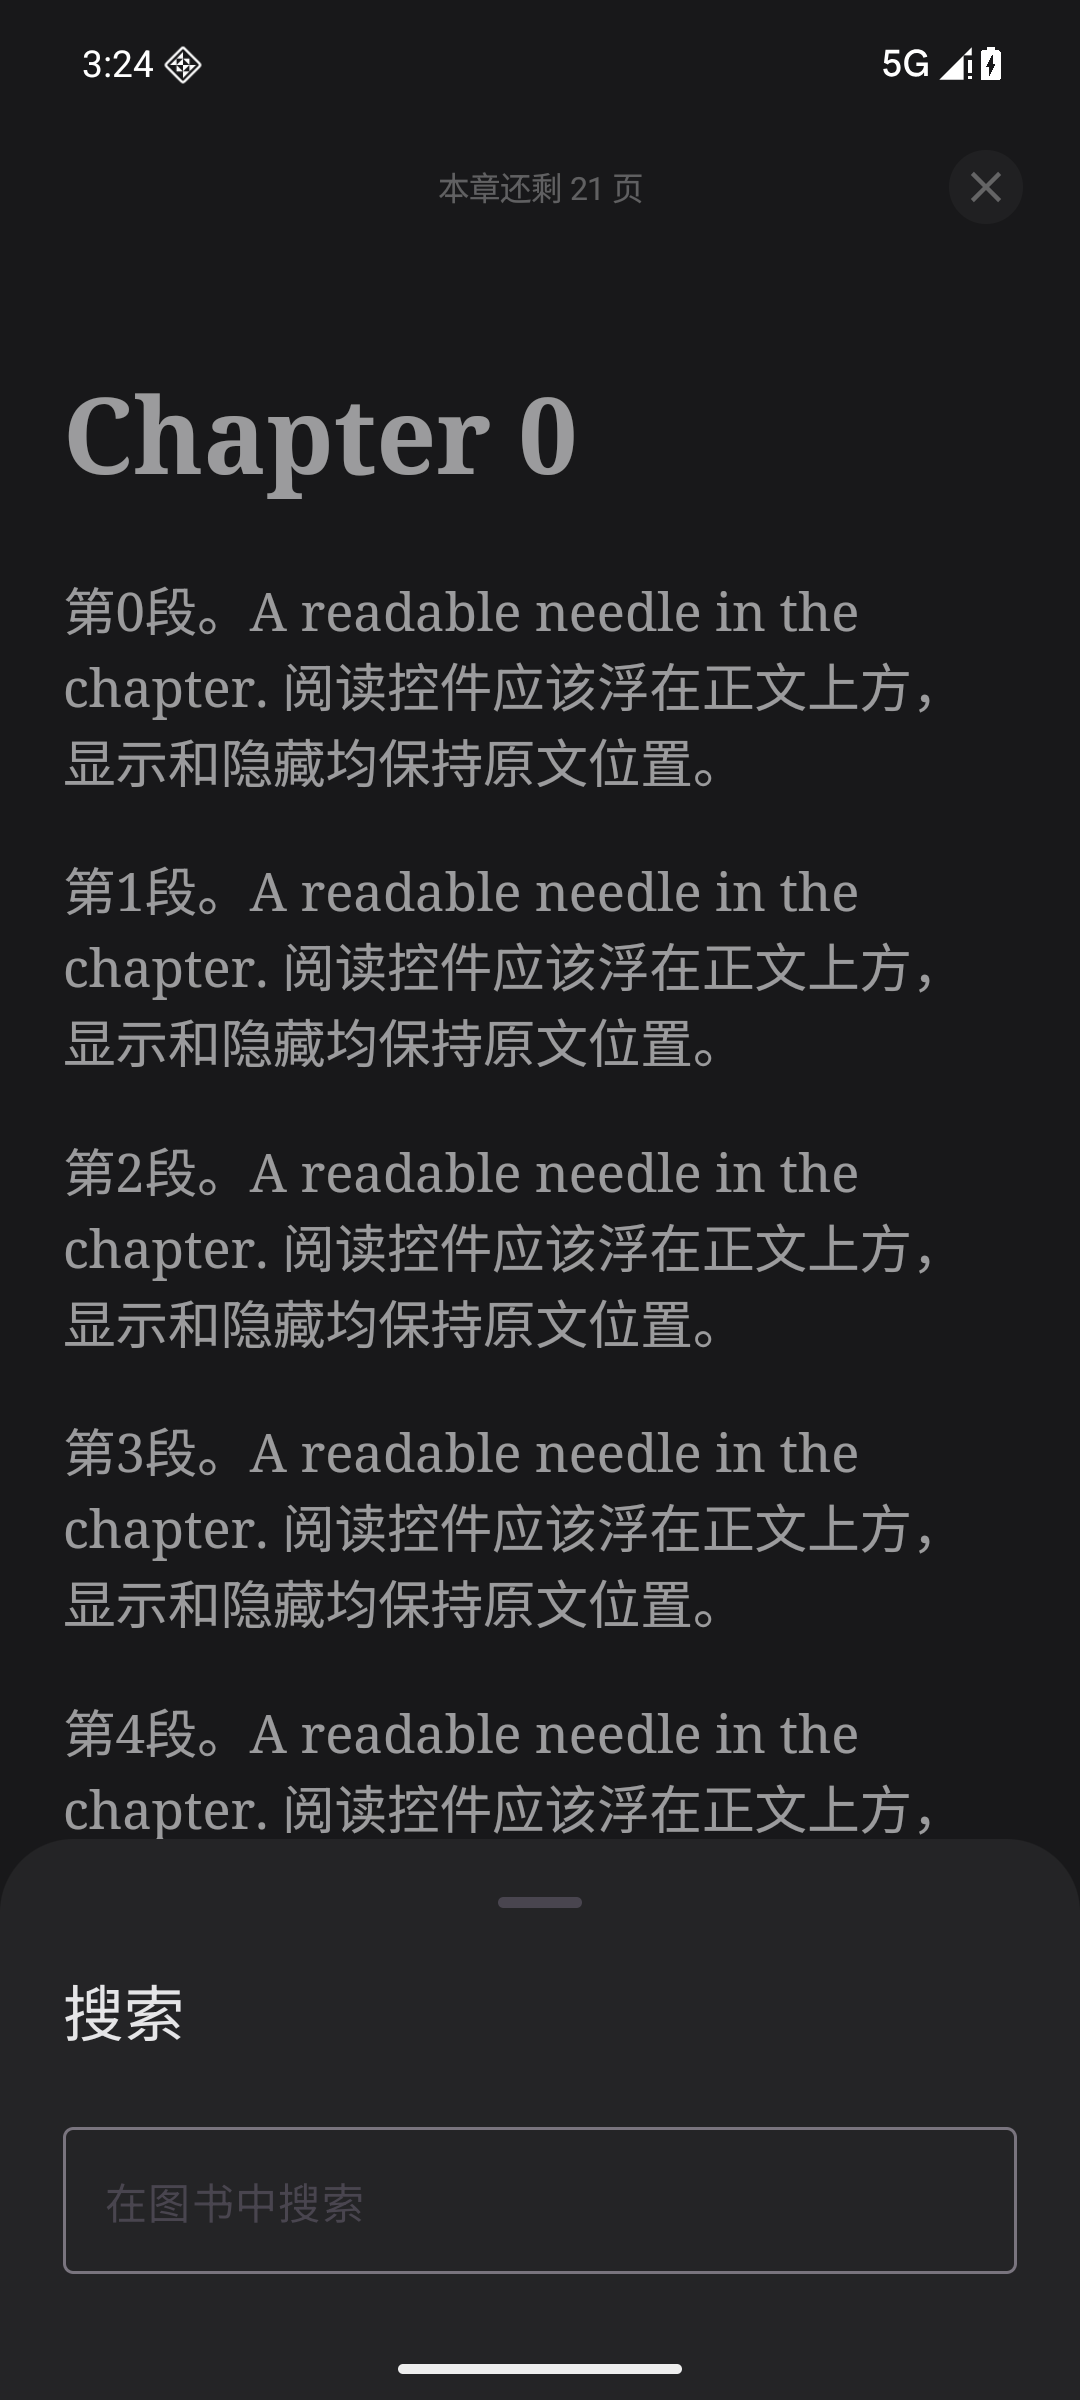 3:24
5G
本章还剩 21 页
Chapter 0
第0段。A readable needle in the
chapter. 阅读控件应该浮在正文上方，
显示和隐藏均保持原文位置。
第1段。A readable needle in the
chapter. 阅读控件应该浮在正文上方，
显示和隐藏均保持原文位置。
第2段。A readable needle in the
chapter. 阅读控件应该浮在正文上方，
显示和隐藏均保持原文位置。
第3段。A readable needle in the
chapter. 阅读控件应该浮在正文上方，
显示和隐藏均保持原文位置。
第4段。A readable needle in the
chapter. 阅读控件应该浮在正文上方，
搜索
在图书中搜索